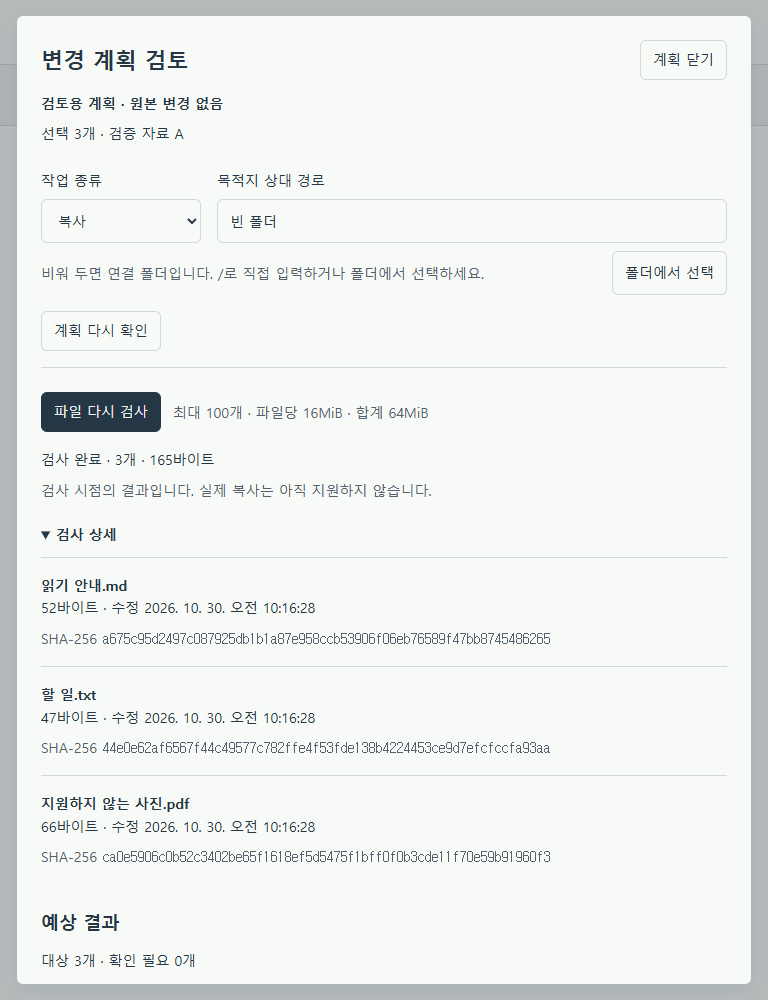 변경 계획 검토
계획 닫기
검토용 계획 · 원본 변경 없음
선택 3개 · 검증 자료 A
작업 종류
목적지 상대 경로
복사
빈 폴더
비워 두면 연결 폴더입니다. /로 직접 입력하거나 폴더에서 선택하세요.
폴더에서 선택
계획 다시 확인
파일 다시 검사
최대 100개 · 파일당 16MiB · 합계 64MiB
검사 완료 · 3개 · 165바이트
검사 시점의 결과입니다. 실제 복사는 아직 지원하지 않습니다.
▼ 검사 상세
읽기 안내.md
52바이트 · 수정 2026. 10. 30. 오전 10:16:28
SHA-256 a675c95d2497c087925db1b1a87e958ccb53906f06eb76589f47bb8745486265
할 일.txt
47바이트 · 수정 2026. 10. 30. 오전 10:16:28
SHA-256 44e0e62af6567f44c49577c782ffe4f53fde138b4224453ce9d7efcfccfa93aa
지원하지 않는 사진.pdf
66바이트 · 수정 2026. 10. 30. 오전 10:16:28
SHA-256 ca0e5906c0b52c3402be65f1618ef5d5475f1bff0f0b3cde11f70e59b91960f3
예상 결과
대상 3개 · 확인 필요 0개